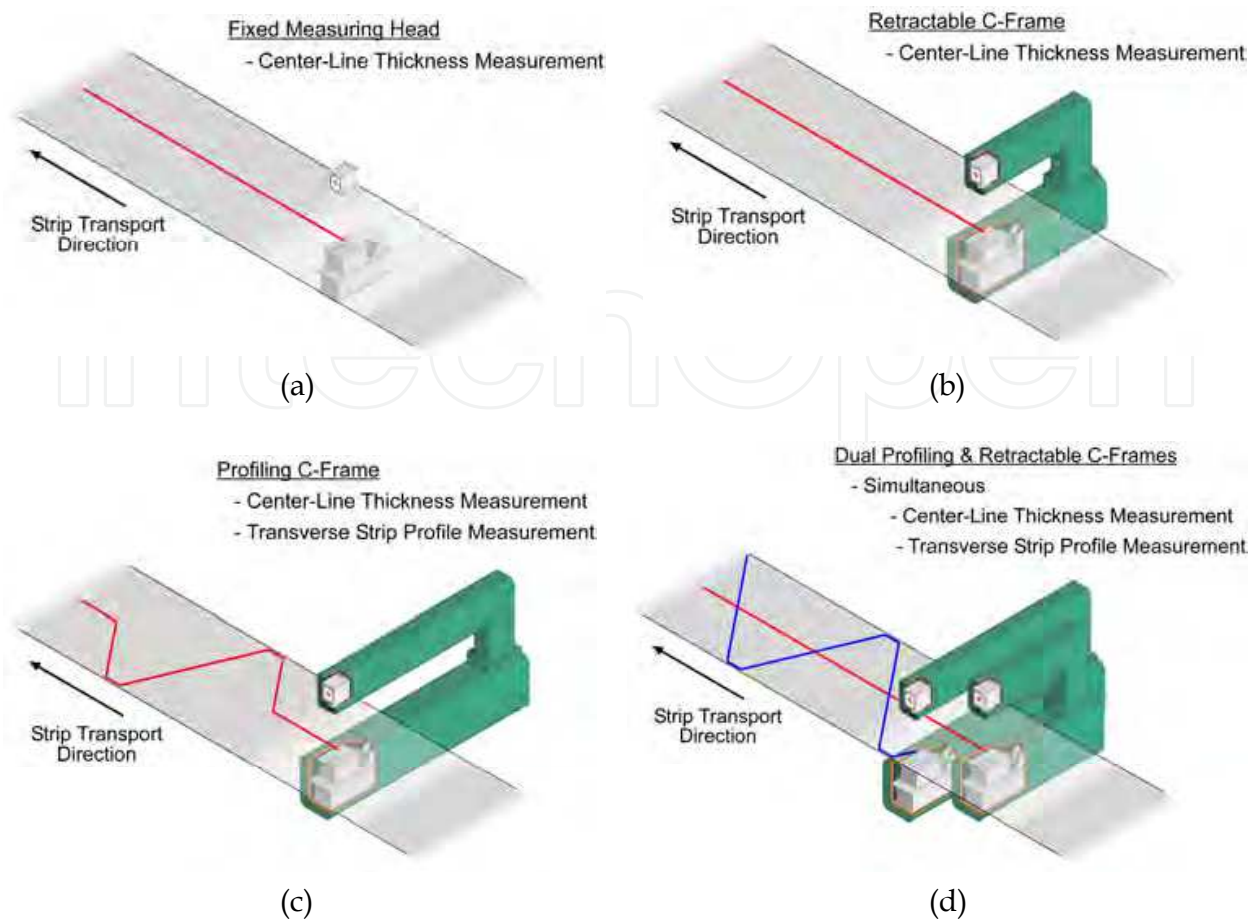 Fixed Measuring Head
- Center-Line Thickness Measurement
Strip Transport
Direction
(a)
Retractable C-Frame
- Center-Line Thickness Measurement
Strip Transport
Direction
(b)
intechopen
Profiling C-Frame
- Center-Line Thickness Measurement
- Transverse Strip Profile Measurement
Strip Transport
Direction
(c)
Dual Profiling & Retractable C-Frames
- Simultaneous
- Center-Line Thickness Measurement
- Transverse Strip Profile Measurement
Strip Transport
Direction
(d)